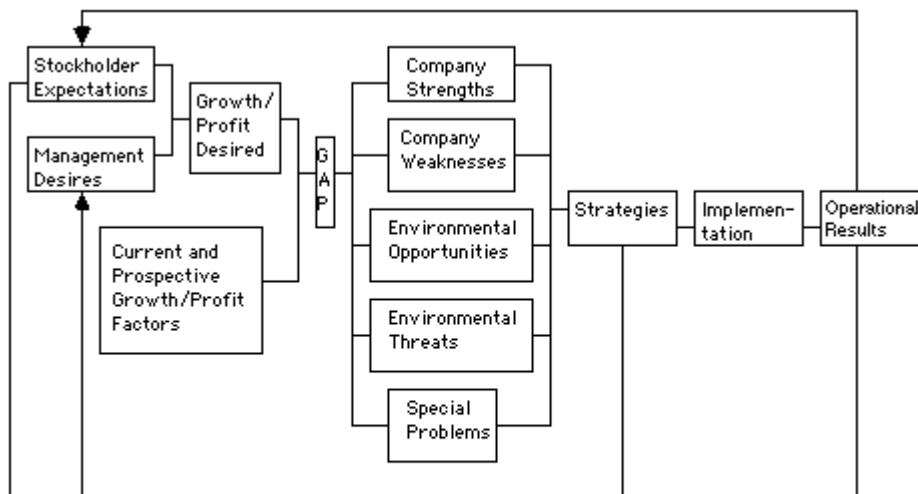 Stockholder
Expectations
Management
Desires
Growth/
Profit
Desired
Current and
Prospective
Growth/Profit
Factors
G
A
P
Company
Strengths
Company
Weaknesses
Environmental
Opportunities
Environmental
Threats
Special
Problems
Strategies
Implemen-
tation
Operational
Results